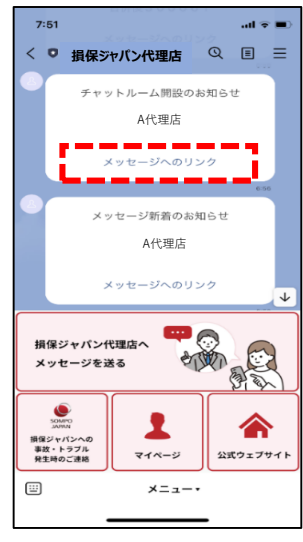 7:51
損保ジャパン代理店
チャットルーム開設のお知らせ
A代理店
メッセージへのリンク
6:50
メッセージ新着のお知らせ
A代理店
メッセージへのリンク
損保ジャパン代理店へ
メッセージを送る
SOMPO
JAPAN
損保ジャパンへの
事故・トラブル
発生時のご連絡
マイページ
公式ウェブサイト
メニュー